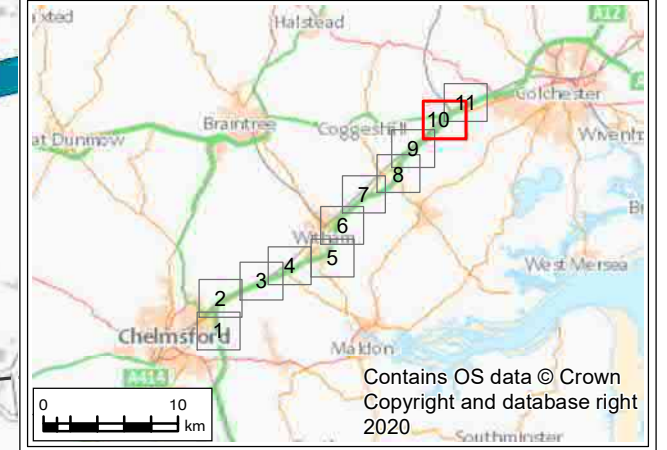 Halstead
A12
Colchester
11
10
Braintree
Coggeshall
at Dunmow
9
8
7
6
Witham
5
West Mersea
4
3
2
1
Chelmsford
Maldon
A414
Contains OS data © Crown
Copyright and database right
2020
0 10
km
Southminster